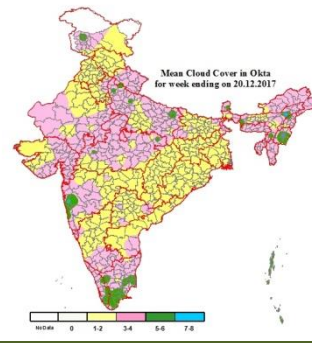 Mean Cloud Cover in Okta
for week ending on 20.12.2017
No Data 0 1-2 3-4 5-6 7-8